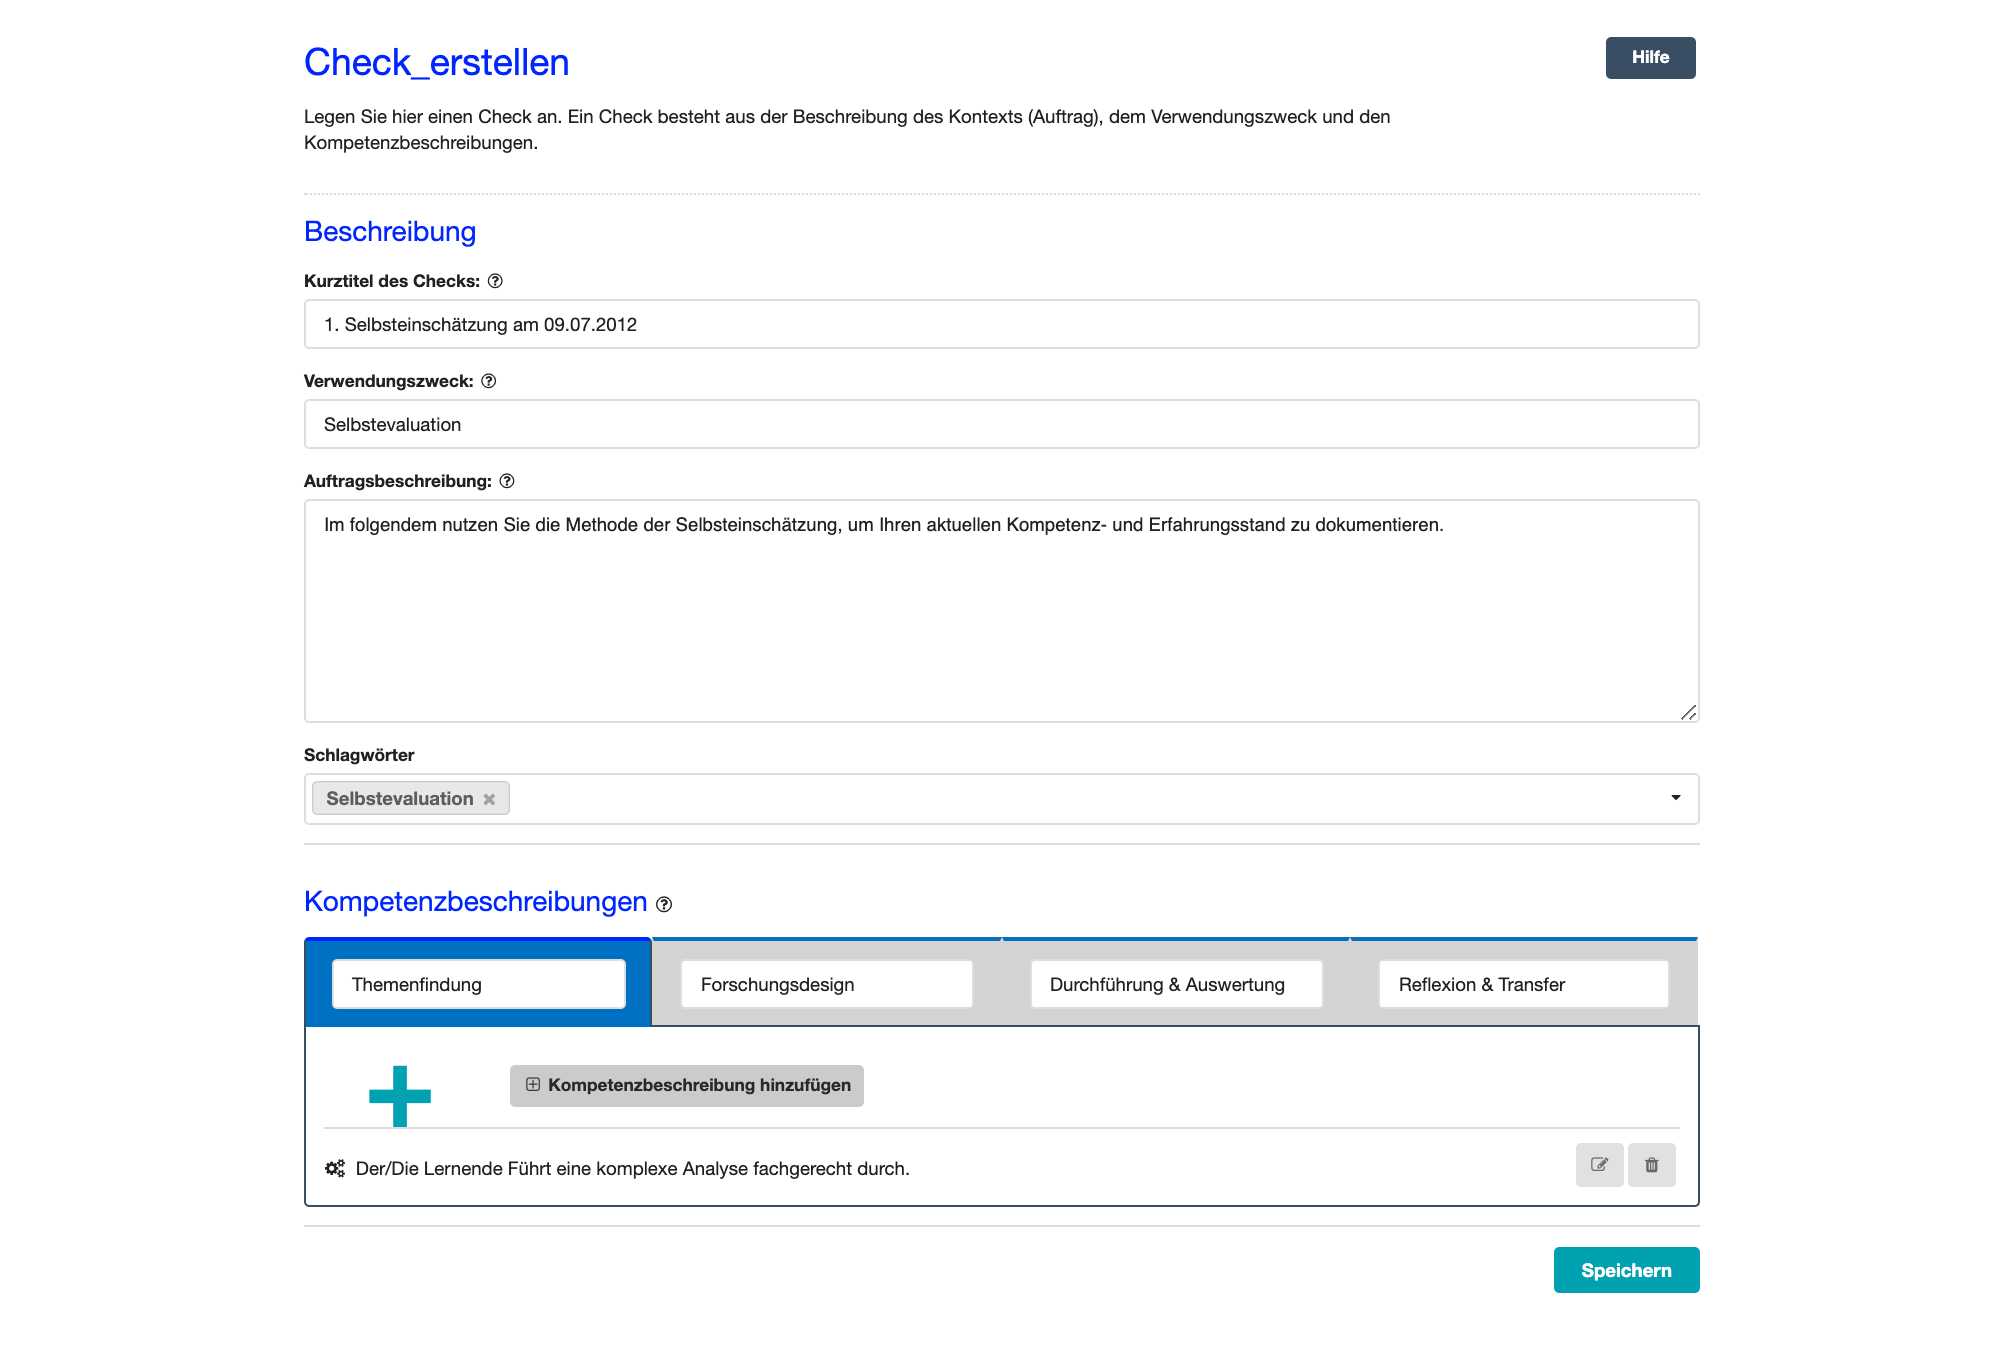 Check_erstellen
Hilfe
Legen Sie hier einen Check an. Ein Check besteht aus der Beschreibung des Kontexts (Auftrag), dem Verwendungszweck und den
Kompetenzbeschreibungen.
Beschreibung
Kurztitel des Checks:
1. Selbsteinschätzung am 09.07.2012
Verwendungszweck:
Selbstevaluation
Auftragsbeschreibung:
Im folgendem nutzen Sie die Methode der Selbsteinschätzung, um Ihren aktuellen Kompetenz- und Erfahrungsstand zu dokumentieren.
Schlagwörter
Selbstevaluation
Kompetenzbeschreibungen
Themenfindung
Forschungsdesign
Durchführung & Auswertung
Reflexion & Transfer
Kompetenzbeschreibung hinzufügen
Der/Die Lernende Führt eine komplexe Analyse fachgerecht durch.
Speichern